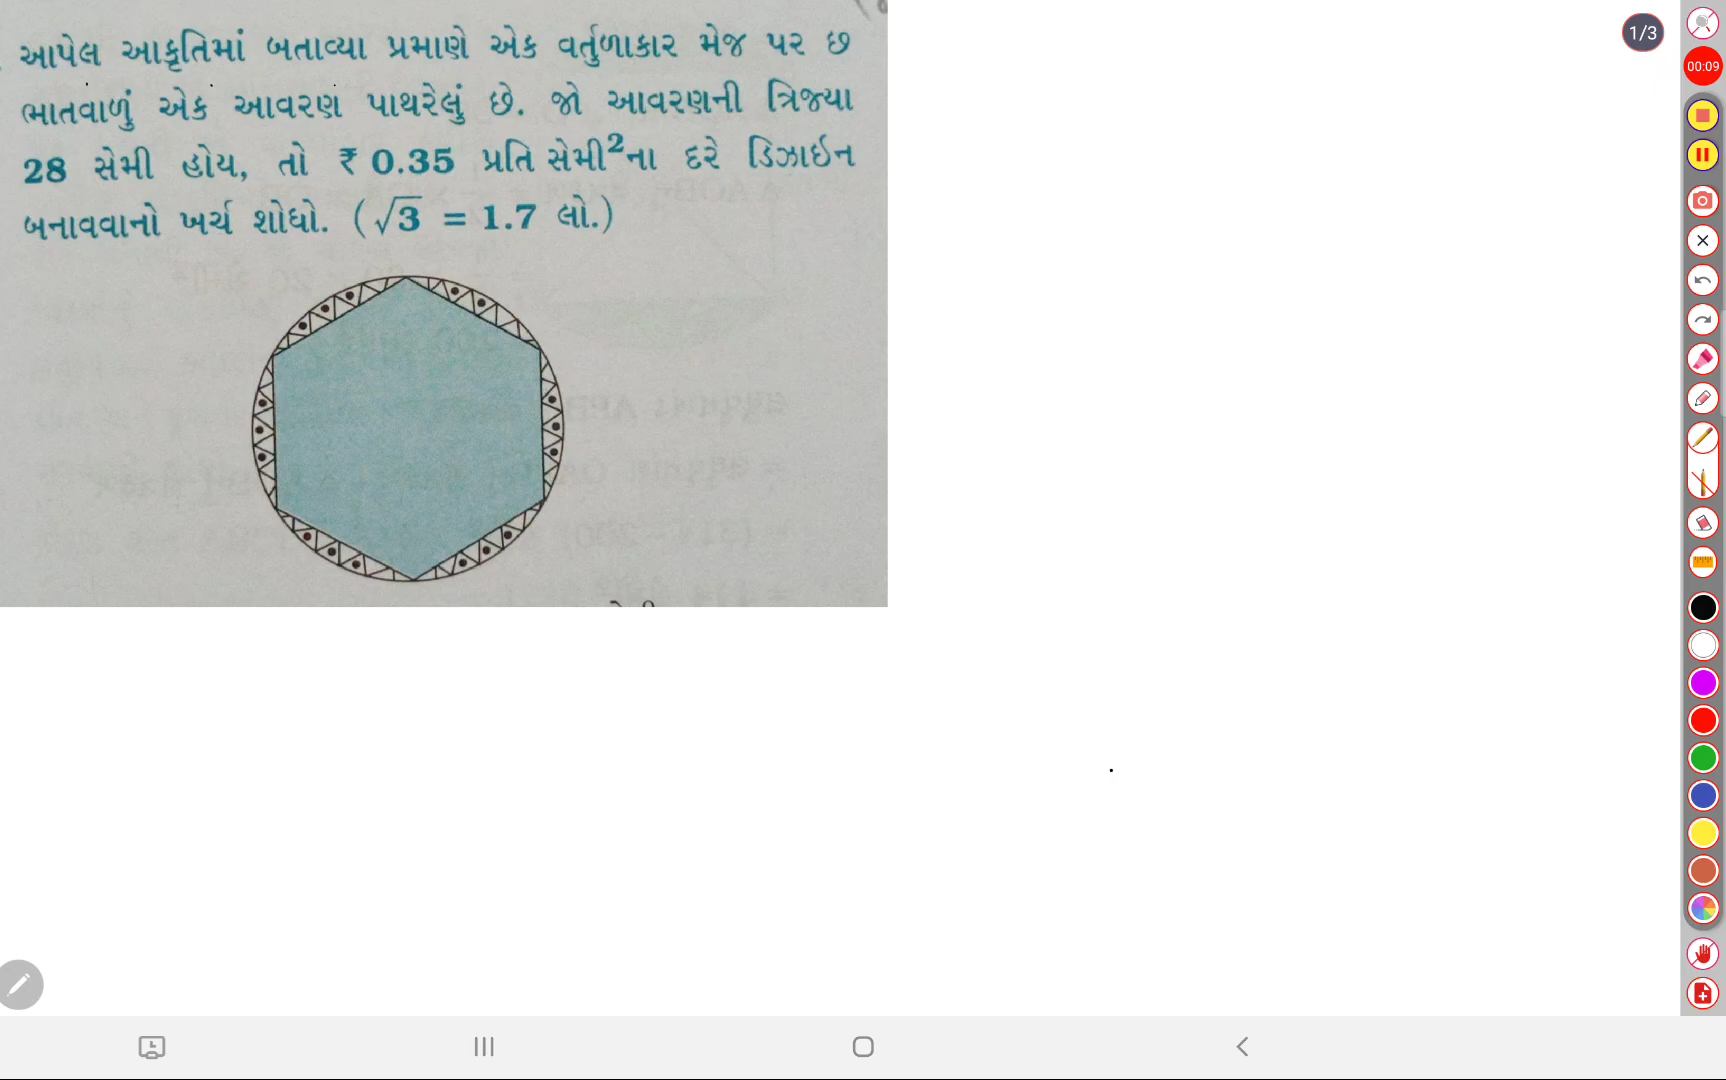 આપેલ આકૃતિમાં બતાવ્યા પ્રમાણે એક વર્તુળાકાર મેજ પર છ
ભાતવાળું એક આવરણ પાથરેલું છે. જો આવરણની ત્રિજ્યા
28 સેમી હોય, તો ₹ 0.35 પ્રતિ સેમી²ના દરે ડિઝાઇન
બનાવવાનો ખર્ચ શોધો. (√3 = 1.7 લો.)
1/3
00:09